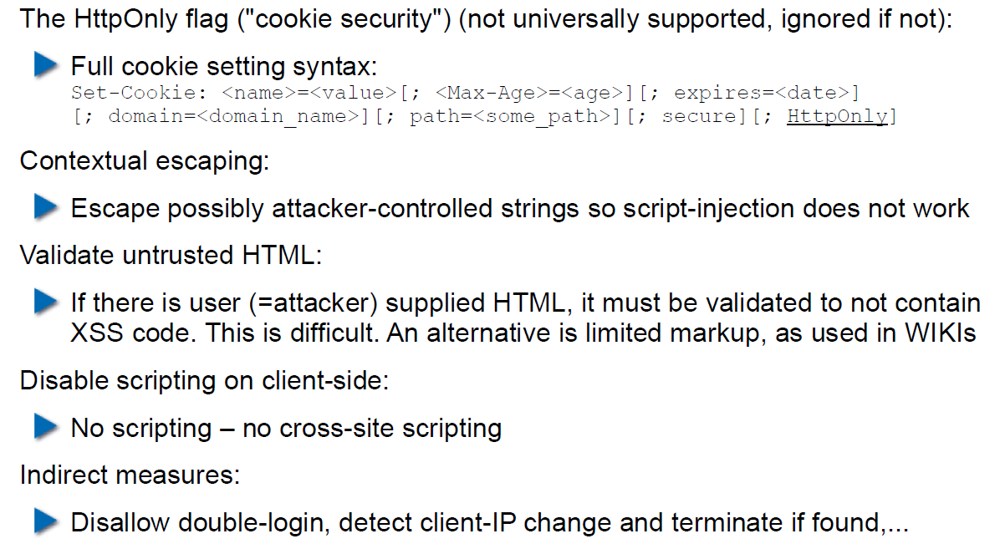 The HttpOnly flag ("cookie security") (not universally supported, ignored if not):
Full cookie setting syntax:
Set-Cookie: <name>=<value>[; <Max-Age>=<age>][; expires=<date>]
[; domain=<domain_name>][; path=<some_path>][; secure][; HttpOnly]
Contextual escaping:
Escape possibly attacker-controlled strings so script-injection does not work
Validate untrusted HTML:
If there is user (=attacker) supplied HTML, it must be validated to not contain
XSS code. This is difficult. An alternative is limited markup, as used in WIKIs
Disable scripting on client-side:
No scripting – no cross-site scripting
Indirect measures:
Disallow double-login, detect client-IP change and terminate if found,...